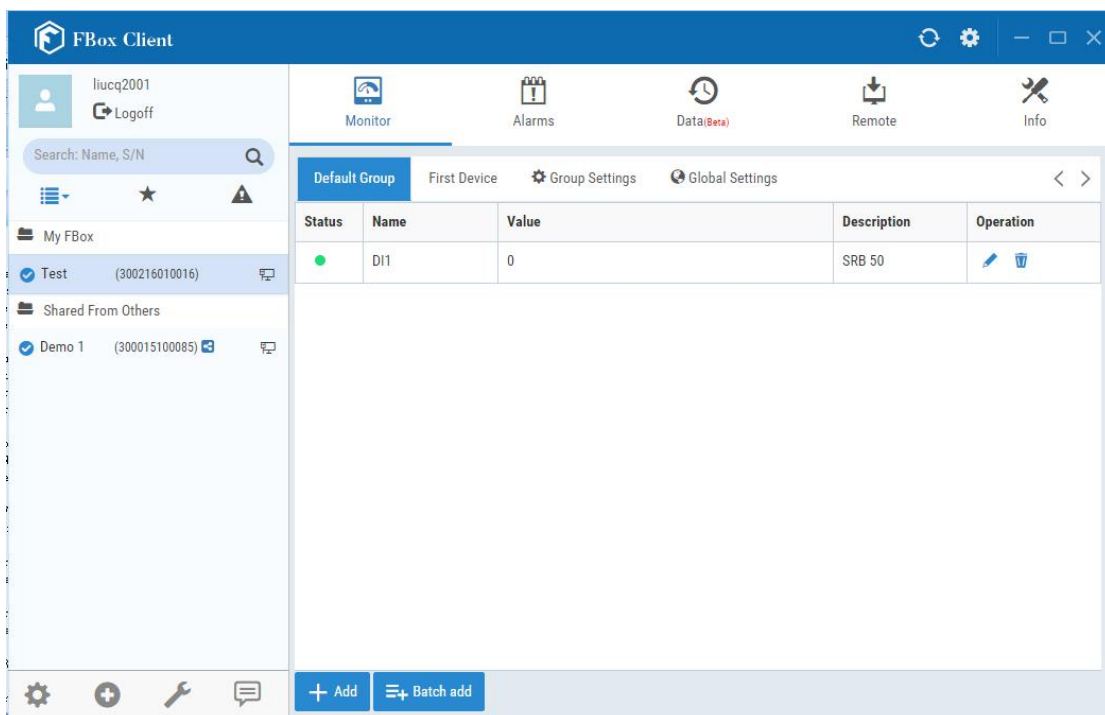 FBox Client
liucq2001
Logoff
Search: Name, S/N
My FBox
Test (300216010016)
Shared From Others
Demo 1 (300015100085)
Monitor Alarms Data(Beta) Remote Info
Default Group First Device Group Settings Global Settings
Status Name Value Description Operation
DI1 0 SRB 50
Add Batch add